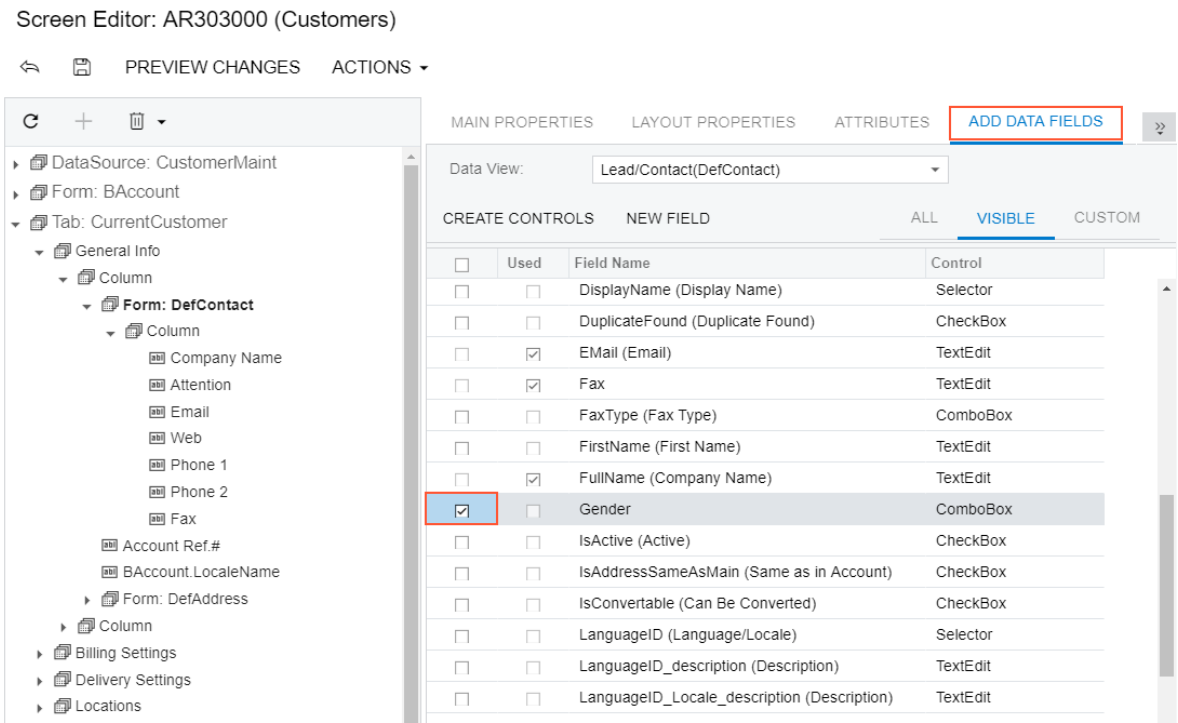 Screen Editor: AR303000 (Customers)
PREVIEW CHANGES ACTIONS
DataSource: CustomerMaint
Form: BAccount
Tab: CurrentCustomer
General Info
Column
Form: DefContact
Column
Company Name
Attention
Email
Web
Phone 1
Phone 2
Fax
Account Ref.#
BAccount.LocaleName
Form: DefAddress
Column
Billing Settings
Delivery Settings
Locations
MAIN PROPERTIES LAYOUT PROPERTIES ATTRIBUTES ADD DATA FIELDS
Data View: Lead/Contact(DefContact)
CREATE CONTROLS NEW FIELD ALL VISIBLE CUSTOM
Used Field Name Control
DisplayName (Display Name) Selector
DuplicateFound (Duplicate Found) CheckBox
EMail (Email) TextEdit
Fax TextEdit
FaxType (Fax Type) ComboBox
FirstName (First Name) TextEdit
FullName (Company Name) TextEdit
Gender ComboBox
IsActive (Active) CheckBox
IsAddressSameAsMain (Same as in Account) CheckBox
IsConvertable (Can Be Converted) CheckBox
LanguageID (Language/Locale) Selector
LanguageID_description (Description) TextEdit
LanguageID_Locale_description (Description) TextEdit